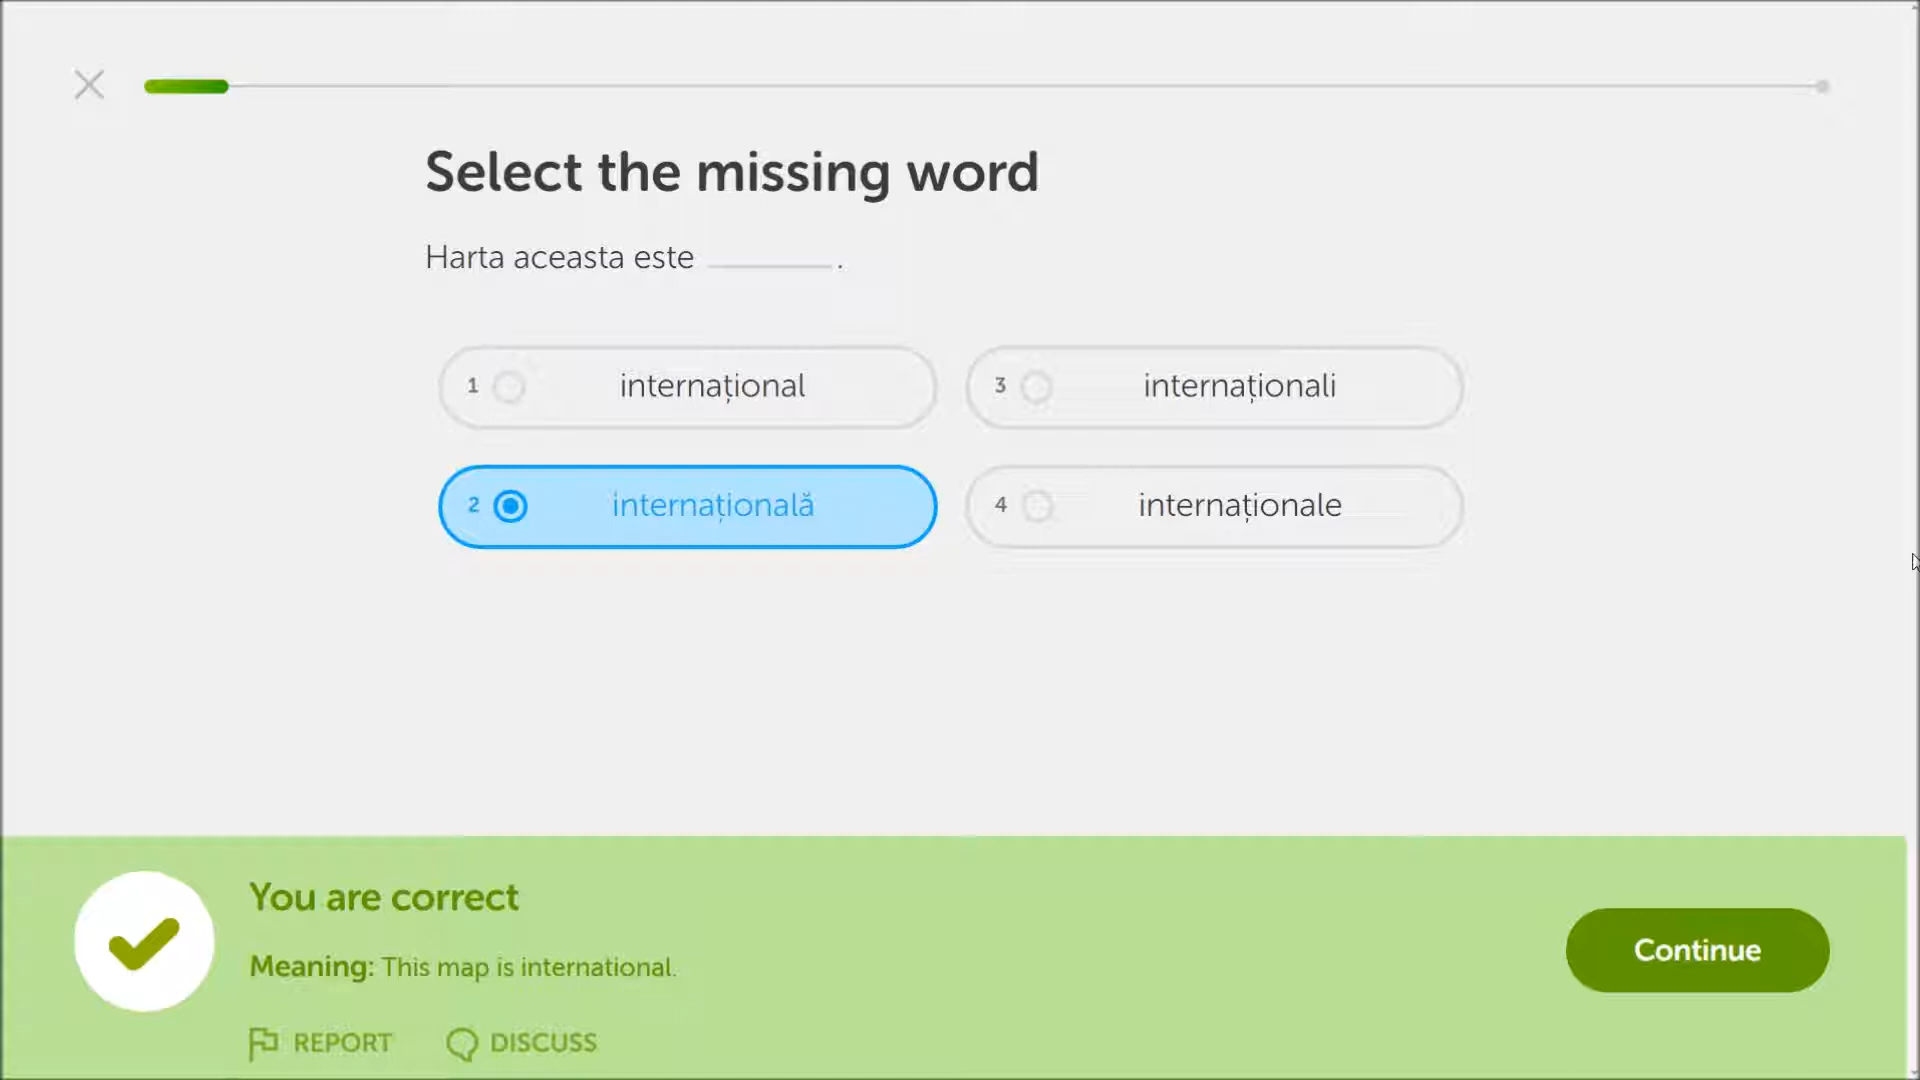 Select the missing word
Harta aceasta este ______ .
1 internațional
3 internaționali
2 internațională
4 internaționale
You are correct
Meaning: This map is international.
Continue
REPORT DISCUSS